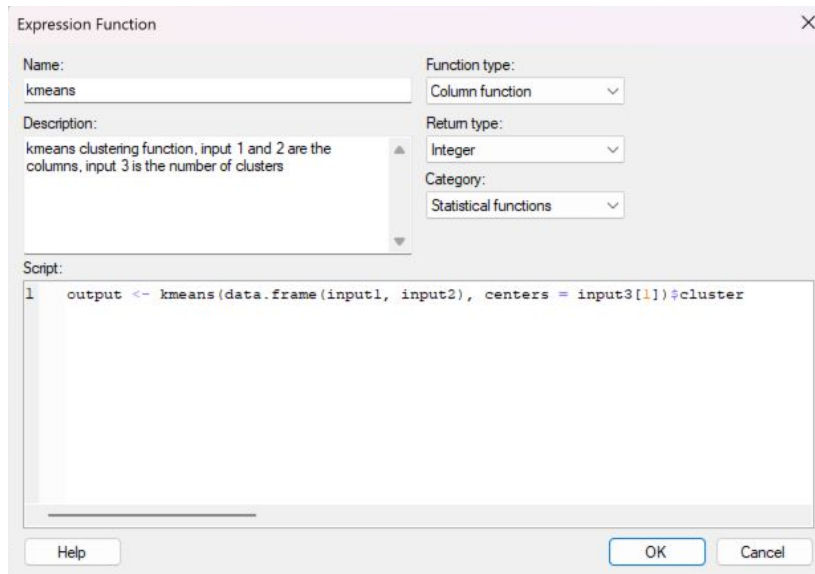 Expression Function
Name:
kmeans
Function type:
Column function
Description:
kmeans clustering function, input 1 and 2 are the
columns, input 3 is the number of clusters
Return type:
Integer
Category:
Statistical functions
Script:
1 output <- kmeans(data.frame(input1, input2), centers = input3[1])$cluster
Help
OK
Cancel